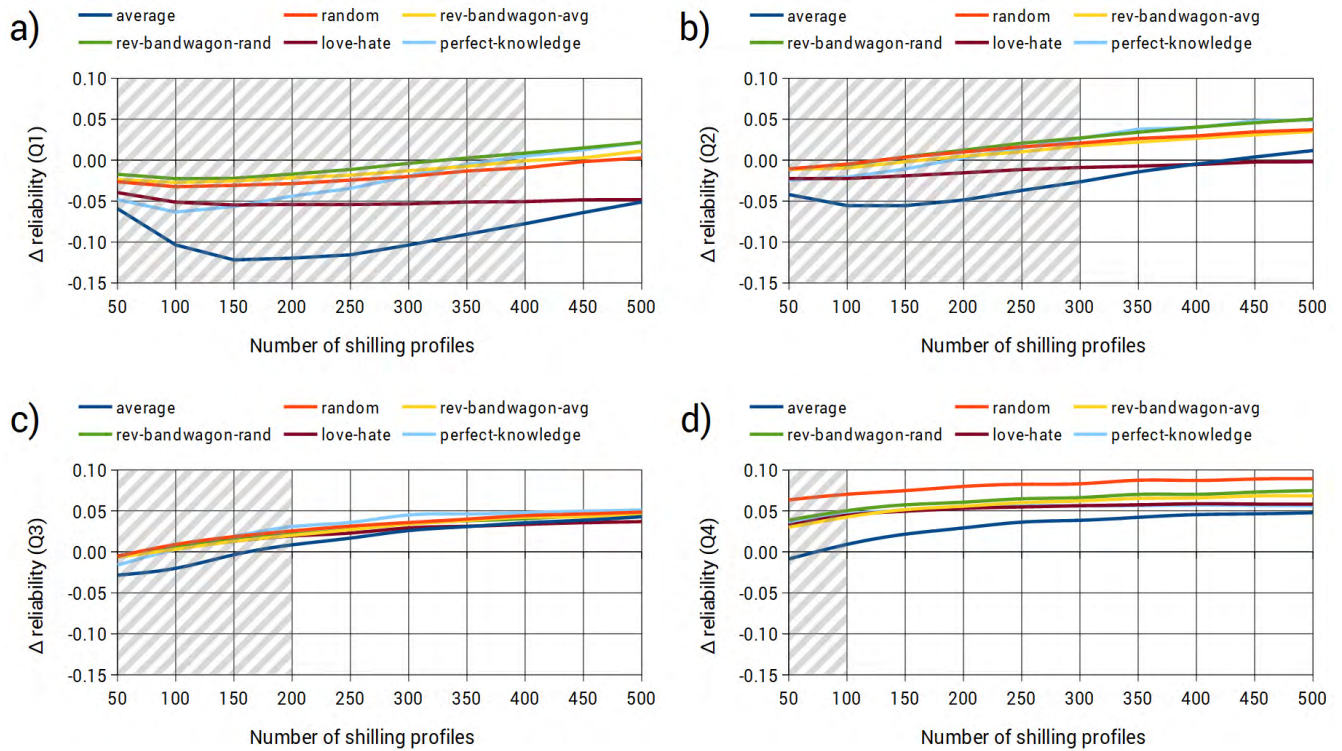 a)
average random rev-bandwagon-avg
rev-bandwagon-rand love-hate perfect-knowledge
Δ reliability (Q1)
0.10
0.05
0.00
-0.05
-0.10
-0.15
50 100 150 200 250 300 350 400 450 500
Number of shilling profiles
b)
average random rev-bandwagon-avg
rev-bandwagon-rand love-hate perfect-knowledge
Δ reliability (Q2)
0.10
0.05
0.00
-0.05
-0.10
-0.15
50 100 150 200 250 300 350 400 450 500
Number of shilling profiles
c)
average random rev-bandwagon-avg
rev-bandwagon-rand love-hate perfect-knowledge
Δ reliability (Q3)
0.10
0.05
0.00
-0.05
-0.10
-0.15
50 100 150 200 250 300 350 400 450 500
Number of shilling profiles
d)
average random rev-bandwagon-avg
rev-bandwagon-rand love-hate perfect-knowledge
Δ reliability (Q4)
0.10
0.05
0.00
-0.05
-0.10
-0.15
50 100 150 200 250 300 350 400 450 500
Number of shilling profiles